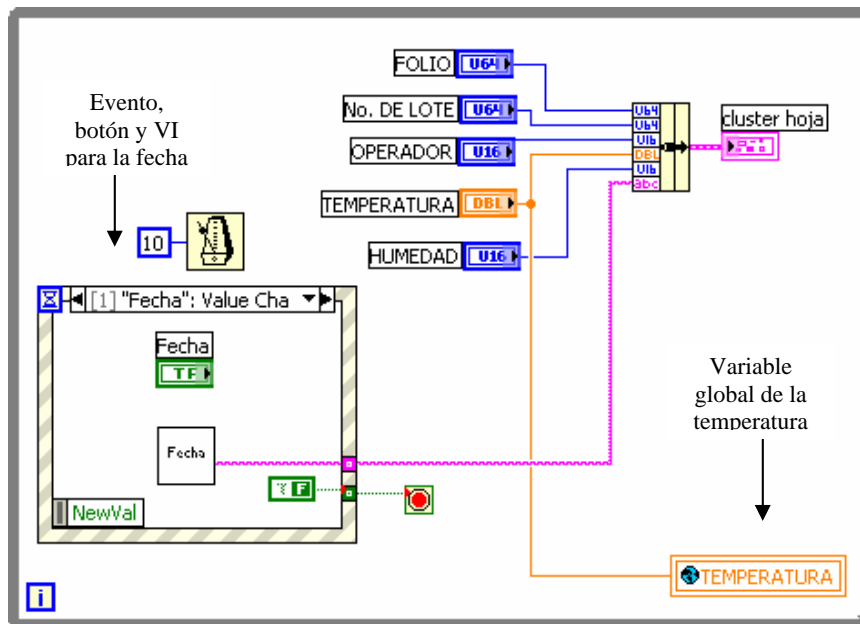 FOLIO U64
No. DE LOTE U64
OPERADOR U16
TEMPERATURA DBL
HUMEDAD U16
U64
U64
U16
DBL
U16
abc
cluster hoja
Evento,
botón y VI
para la fecha
10
[1] "Fecha": Value Cha
Fecha
TF
Fecha
F
NewVal
Variable
global de la
temperatura
TEMPERATURA
i